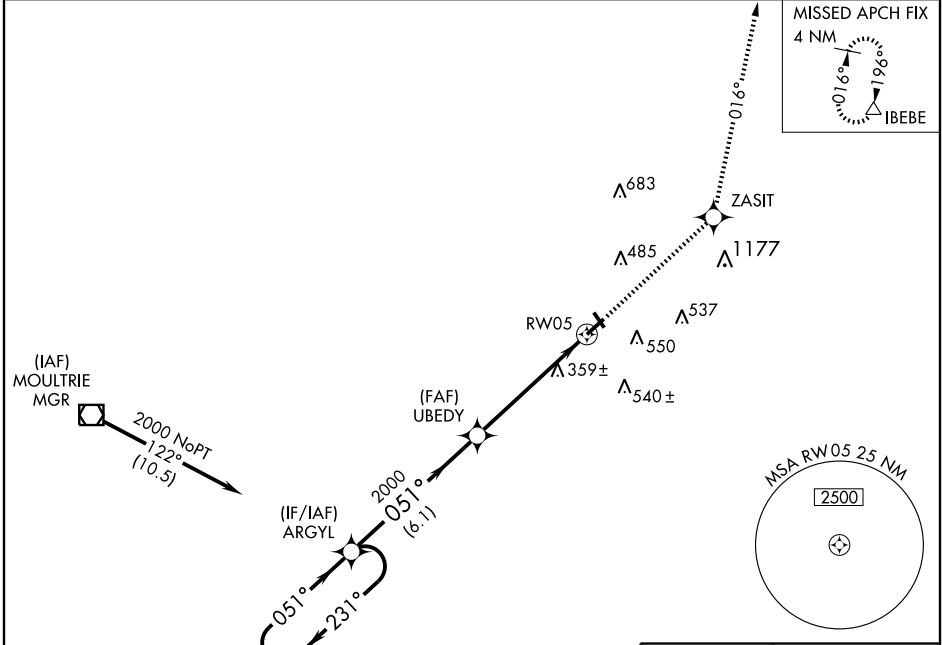 MISSED APCH FIX
4 NM
016°
196°
IBEBE
016°
683
ZASIT
485
1177
RW05
537
550
359±
540±
(IAF)
MOULTRIE
MGR
2000 NoPT
122°
(10.5)
(FAF)
UBEDY
2000
051°
(6.1)
(IF/IAF)
ARGYL
051°
231°
MSA RW05 25 NM
2500